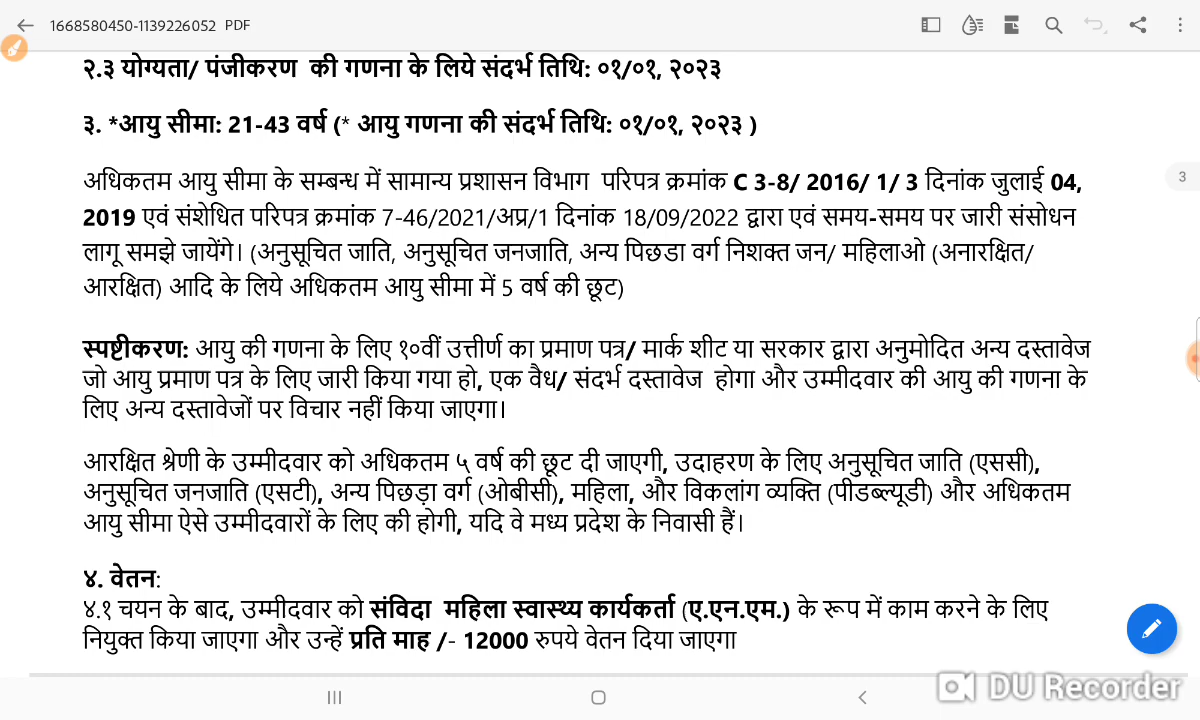 1668580450-1139226052 PDF
२.३ योग्यता/ पंजीकरण की गणना के लिये संदर्भ तिथि: ०१/०१, २०२३
३. *आयु सीमा: 21-43 वर्ष (* आयु गणना की संदर्भ तिथि: ०१/०१, २०२३ )
3
अधिकतम आयु सीमा के सम्बन्ध में सामान्य प्रशासन विभाग परिपत्र क्रमांक C 3-8/ 2016/ 1/ 3 दिनांक जुलाई 04,
2019 एवं संशोधित परिपत्र क्रमांक 7-46/2021/अप्र/1 दिनांक 18/09/2022 द्वारा एवं समय-समय पर जारी संसोधन
लागू समझे जायेंगे। (अनुसूचित जाति, अनुसूचित जनजाति, अन्य पिछडा वर्ग निशक्त जन/ महिलाओ (अनारक्षित/
आरक्षित) आदि के लिये अधिकतम आयु सीमा में 5 वर्ष की छूट)
स्पष्टीकरण: आयु की गणना के लिए १०वीं उत्तीर्ण का प्रमाण पत्र/ मार्क शीट या सरकार द्वारा अनुमोदित अन्य दस्तावेज
जो आयु प्रमाण पत्र के लिए जारी किया गया हो, एक वैध/ संदर्भ दस्तावेज होगा और उम्मीदवार की आयु की गणना के
लिए अन्य दस्तावेजों पर विचार नहीं किया जाएगा।
आरक्षित श्रेणी के उम्मीदवार को अधिकतम ५ वर्ष की छूट दी जाएगी, उदाहरण के लिए अनुसूचित जाति (एससी),
अनुसूचित जनजाति (एसटी), अन्य पिछड़ा वर्ग (ओबीसी), महिला, और विकलांग व्यक्ति (पीडब्ल्यूडी) और अधिकतम
आयु सीमा ऐसे उम्मीदवारों के लिए की होगी, यदि वे मध्य प्रदेश के निवासी हैं।
४. वेतन:
४.१ चयन के बाद, उम्मीदवार को संविदा महिला स्वास्थ्य कार्यकर्ता (ए.एन.एम.) के रूप में काम करने के लिए
नियुक्त किया जाएगा और उन्हें प्रति माह /- 12000 रुपये वेतन दिया जाएगा
DU Recorder